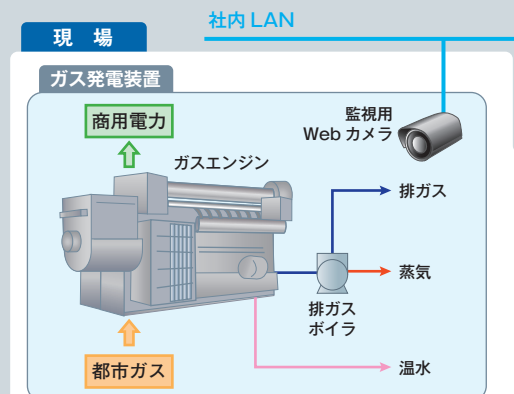 社内 LAN
現 場
ガス発電装置
商用電力
監視用
Web カメラ
ガスエンジン
排ガス
蒸気
排ガス
ボイラ
都市ガス
温水